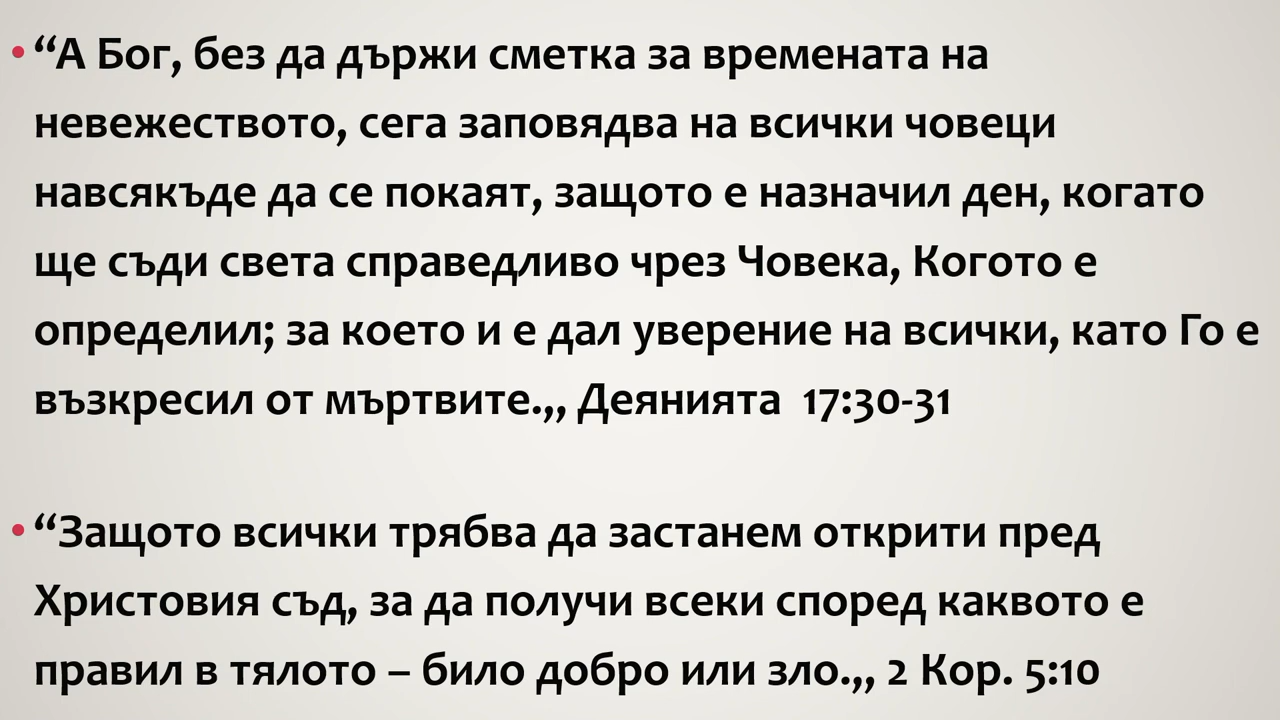 • “А Бог, без да държи сметка за времената на
невежеството, сега заповядва на всички човеци
навсякъде да се покаят, защото е назначил ден, когато
ще съди света справедливо чрез Човека, Когото е
определил; за което и е дал уверение на всички, като Го е
възкресил от мъртвите.,, Деянията  17:30-31
• “Защото всички трябва да застанем открити пред
Христовия съд, за да получи всеки според каквото е
правил в тялото – било добро или зло.,, 2 Кор. 5:10